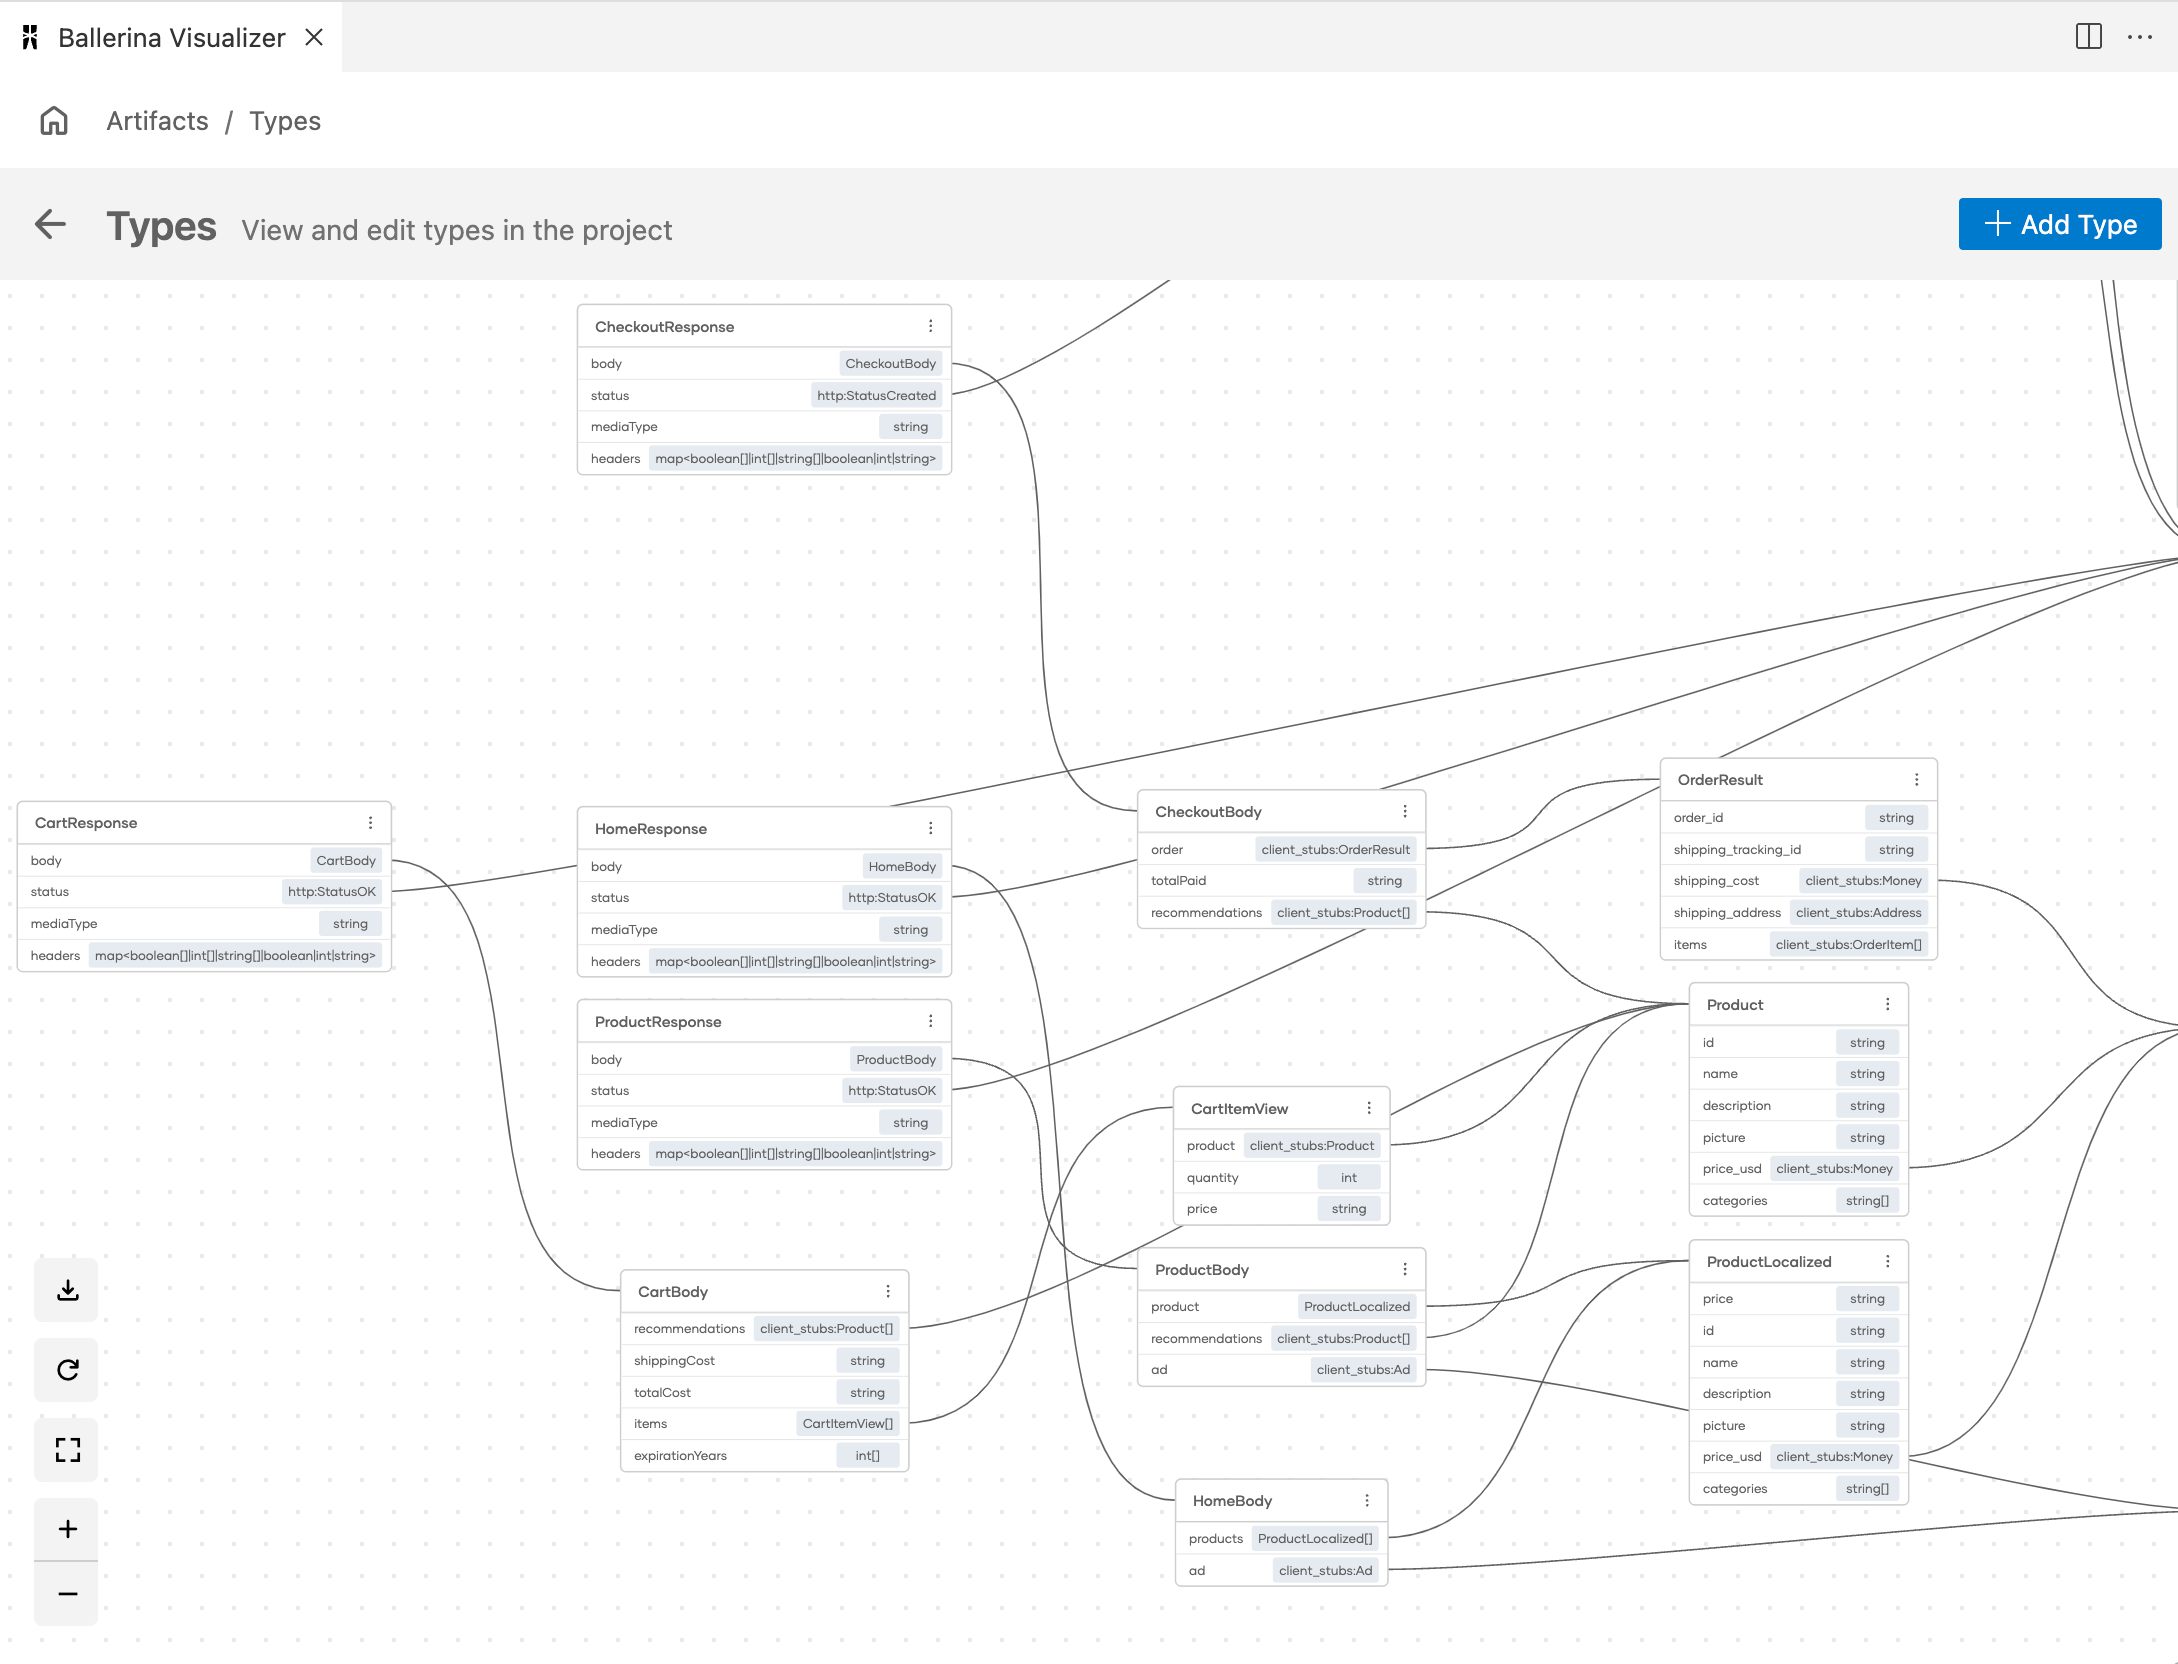 Ballerina Visualizer
Artifacts / Types
Types View and edit types in the project
Add Type
CheckoutResponse
body CheckoutBody
status http:StatusCreated
mediaType string
headers map<boolean[]|int[]|string[]|boolean|int|string>
CartResponse
body CartBody
status http:StatusOK
mediaType string
headers map<boolean[]|int[]|string[]|boolean|int|string>
HomeResponse
body HomeBody
status http:StatusOK
mediaType string
headers map<boolean[]|int[]|string[]|boolean|int|string>
ProductResponse
body ProductBody
status http:StatusOK
mediaType string
headers map<boolean[]|int[]|string[]|boolean|int|string>
CartBody
recommendations client_stubs:Product[]
shippingCost string
totalCost string
items CartItemView[]
expirationYears int[]
CheckoutBody
order client_stubs:OrderResult
totalPaid string
recommendations client_stubs:Product[]
CartItemView
product client_stubs:Product
quantity int
price string
ProductBody
product ProductLocalized
recommendations client_stubs:Product[]
ad client_stubs:Ad
HomeBody
products ProductLocalized[]
ad client_stubs:Ad
OrderResult
order_id string
shipping_tracking_id string
shipping_cost client_stubs:Money
shipping_address client_stubs:Address
items client_stubs:OrderItem[]
Product
id string
name string
description string
picture string
price_usd client_stubs:Money
categories string[]
ProductLocalized
price string
id string
name string
description string
picture string
price_usd client_stubs:Money
categories string[]